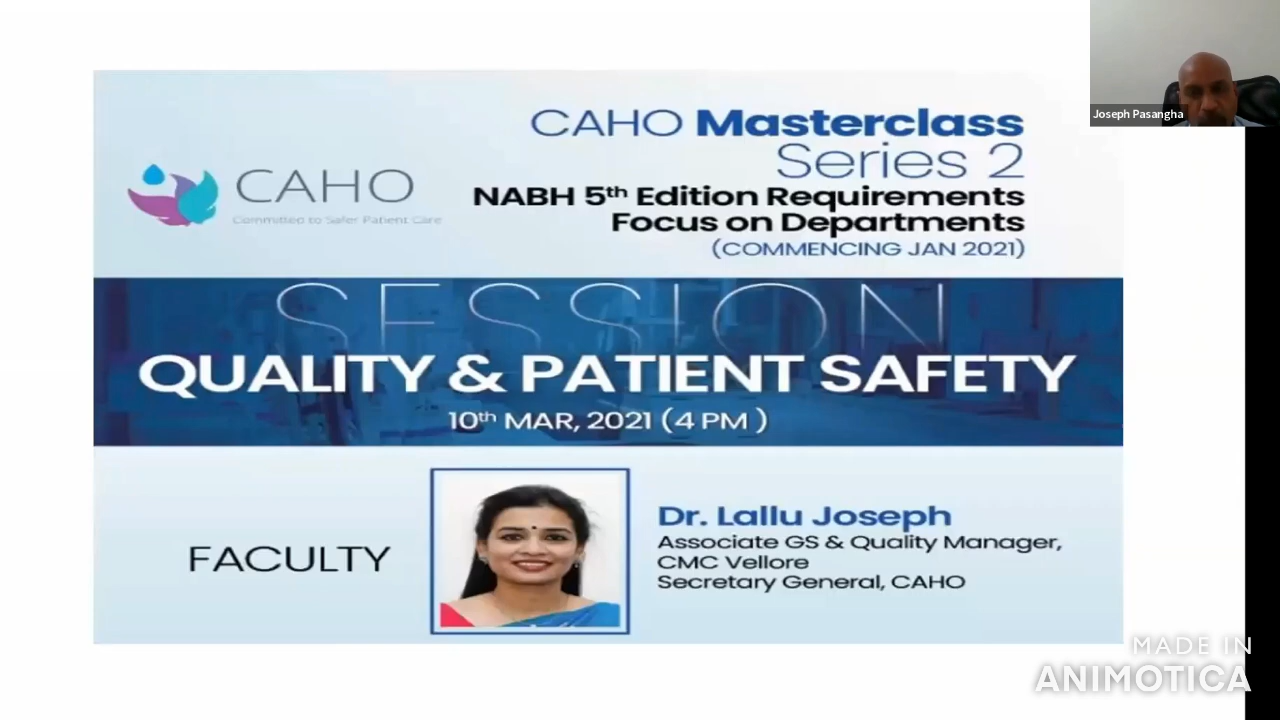 Joseph Pasangha
CAHO Masterclass
Series 2
NABH 5th Edition Requirements
Focus on Departments
(COMMENCING JAN 2021)
CAHO
Committed to Safer Patient Care
SESSION
QUALITY & PATIENT SAFETY
10th MAR, 2021 (4 PM )
FACULTY
Dr. Lallu Joseph
Associate GS & Quality Manager,
CMC Vellore
Secretary General, CAHO
MADE IN
ANIMOTICA